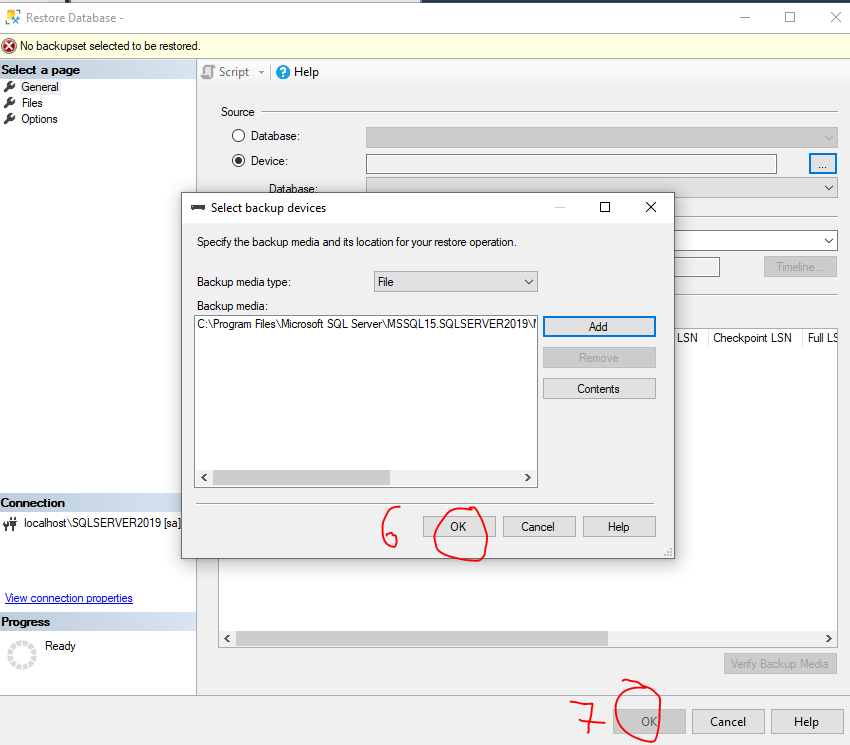 Restore Database -
No backupset selected to be restored.
Select a page
General
Files
Options
Script
Help
Source
Database:
Device:
...
Database:
Select backup devices
Specify the backup media and its location for your restore operation.
Backup media type:
File
Backup media:
C:\Program Files\Microsoft SQL Server\MSSQL15.SQLSERVER2019\
Add
Remove
Contents
OK
Cancel
Help
6
Timeline...
LSN
Checkpoint LSN
Full LS
Connection
localhost\SQLSERVER2019 [sa]
View connection properties
Progress
Ready
Verify Backup Media
7
OK
Cancel
Help